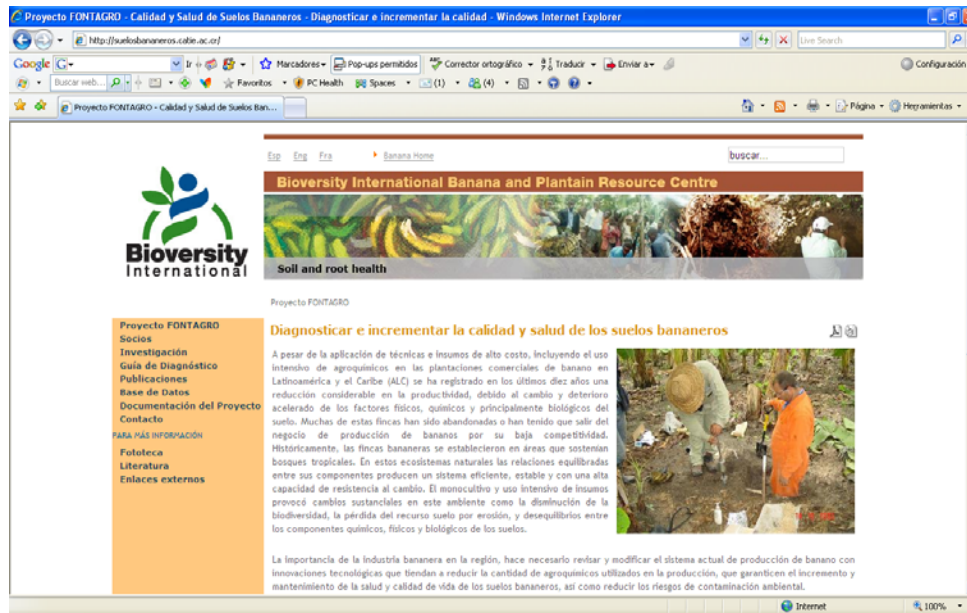 Proyecto FONTAGRO - Calidad y Salud de Suelos Bananeros - Diagnosticar e incrementar la calidad - Windows Internet Explorer
http://suelosbananeros.catie.ac.cr/
Live Search
Google G Ir Marcadores Pop-ups permitidos Corrector ortográfico Traducir Enviar a Configuración
Buscar web... Favoritos PC Health Spaces (1) (4)
Proyecto FONTAGRO - Calidad y Salud de Suelos Ban... Página Herramientas
Esp Eng Fra Banana Home buscar...
Bioversity International Banana and Plantain Resource Centre
Bioversity
International
Soil and root health
Proyecto FONTAGRO
Proyecto FONTAGRO
Socios
Investigación
Guía de Diagnóstico
Publicaciones
Base de Datos
Documentación del Proyecto
Contacto
PARA MÁS INFORMACIÓN
Fototeca
Literatura
Enlaces externos
Diagnosticar e incrementar la calidad y salud de los suelos bananeros
A pesar de la aplicación de técnicas e insumos de alto costo, incluyendo el uso
intensivo de agroquímicos en las plantaciones comerciales de banano en
Latinoamérica y el Caribe (ALC) se ha registrado en los últimos diez años una
reducción considerable en la productividad, debido al cambio y deterioro
acelerado de los factores físicos, químicos y principalmente biológicos del
suelo. Muchas de estas fincas han sido abandonadas o han tenido que salir del
negocio de producción de bananos por su baja competitividad.
Históricamente, las fincas bananeras se establecieron en áreas que sostenían
bosques tropicales. En estos ecosistemas naturales las relaciones equilibradas
entre sus componentes producen un sistema eficiente, estable y con una alta
capacidad de resistencia al cambio. El monocultivo y uso intensivo de insumos
provocó cambios sustanciales en este ambiente como la disminución de la
biodiversidad, la pérdida del recurso suelo por erosión, y desequilibrios entre
los componentes químicos, físicos y biológicos de los suelos.
La importancia de la industria bananera en la región, hace necesario revisar y modificar el sistema actual de producción de banano con
innovaciones tecnológicas que tiendan a reducir la cantidad de agroquímicos utilizados en la producción, que garanticen el incremento y
mantenimiento de la salud y calidad de vida de los suelos bananeros, así como reducir los riesgos de contaminación ambiental.
Internet 100%